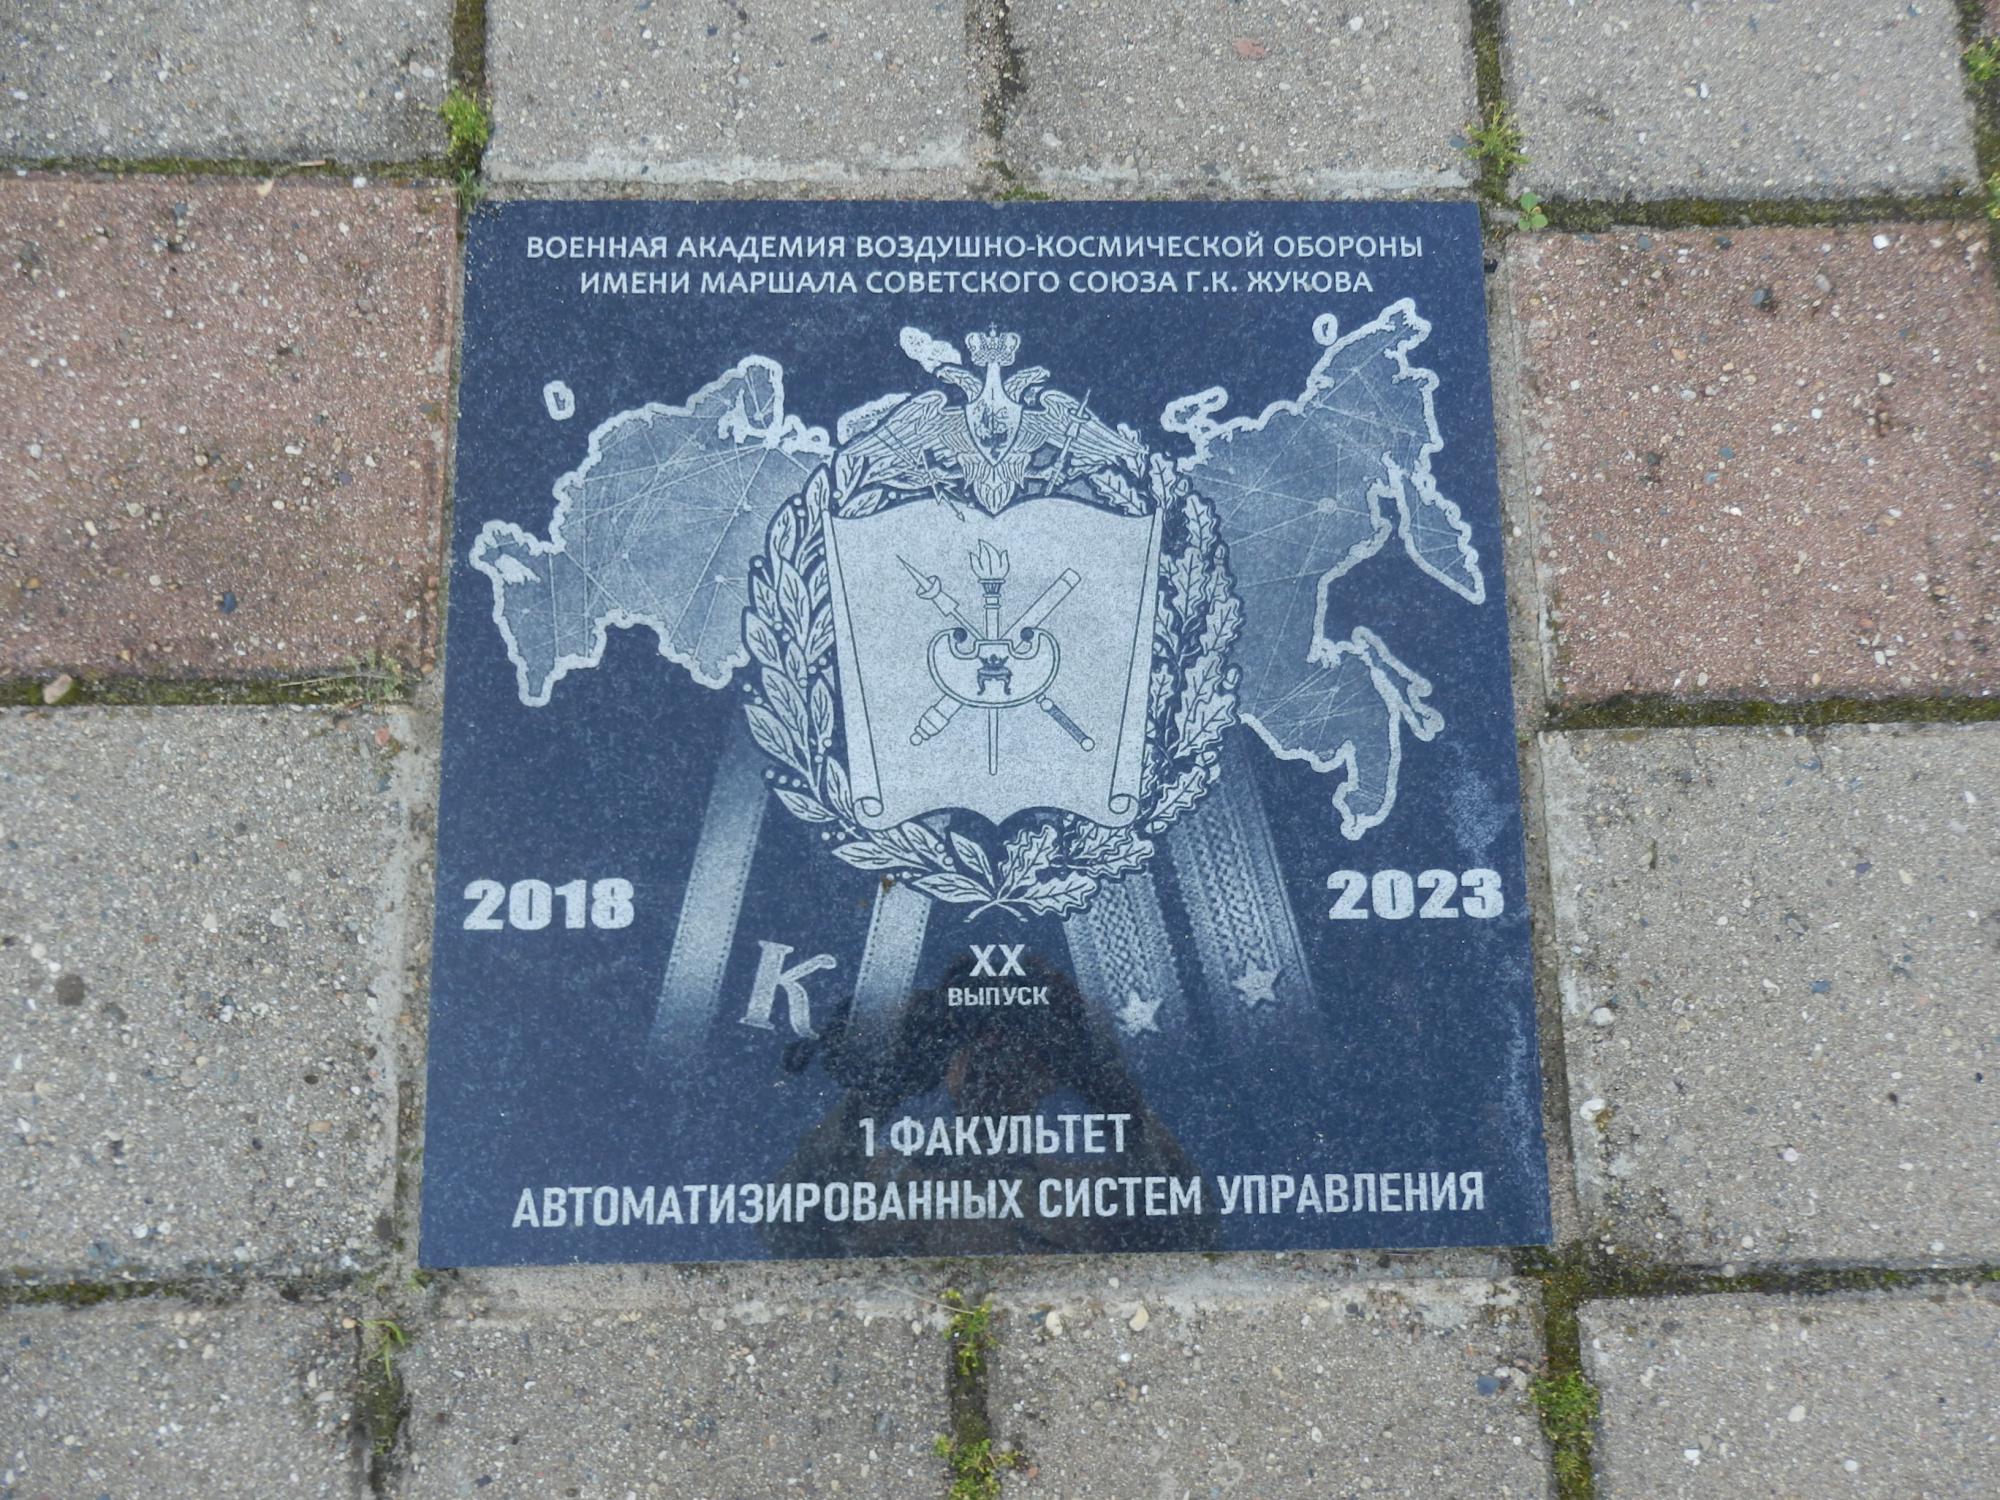 ВОЕННАЯ АКАДЕМИЯ ВОЗДУШНО-КОСМИЧЕСКОЙ ОБОРОНЫ
ИМЕНИ МАРШАЛА СОВЕТСКОГО СОЮЗА Г.К. ЖУКОВА
2018
2023
К
XX
ВЫПУСК
1 ФАКУЛЬТЕТ
АВТОМАТИЗИРОВАННЫХ СИСТЕМ УПРАВЛЕНИЯ